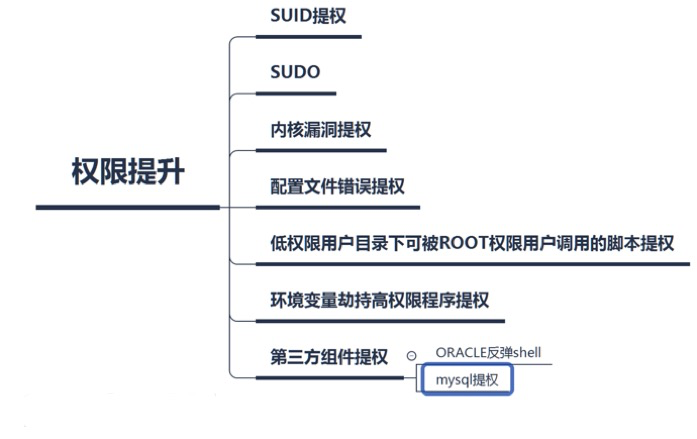 权限提升
SUID提权
SUDO
内核漏洞提权
配置文件错误提权
低权限用户目录下可被ROOT权限用户调用的脚本提权
环境变量劫持高权限程序提权
第三方组件提权
ORACLE反弹shell
mysql提权